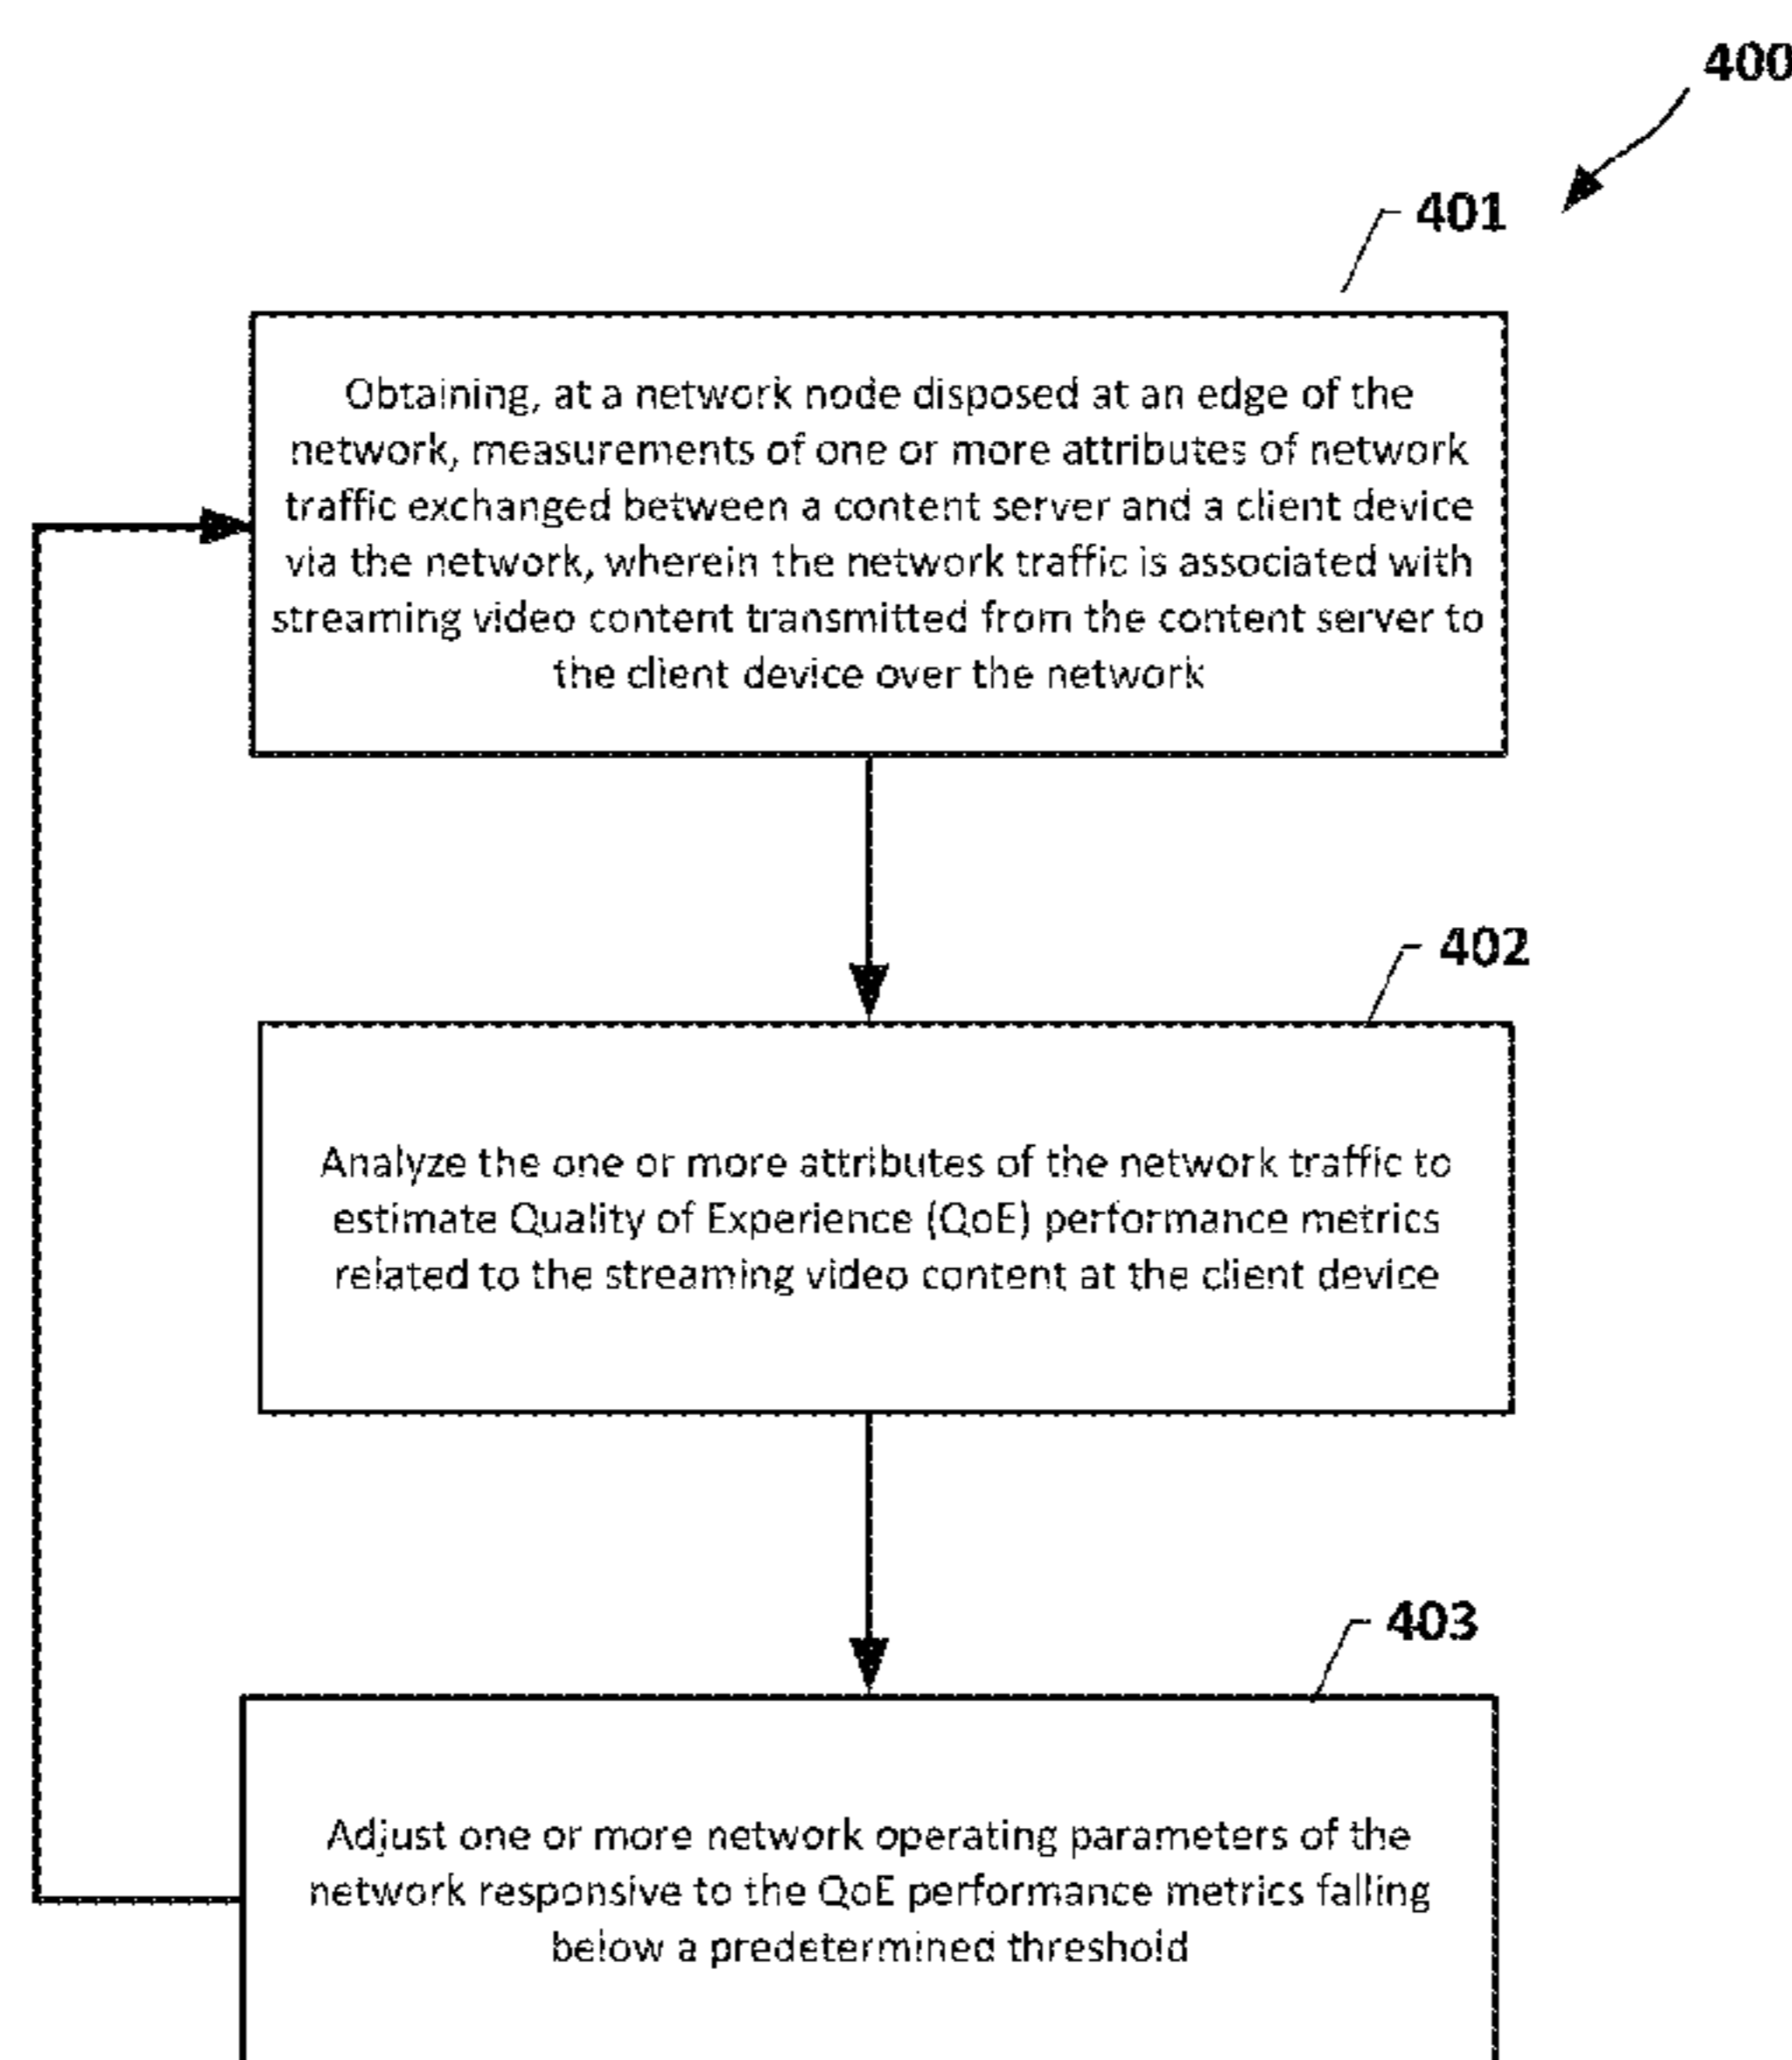 400
401
Obtaining, at a network node disposed at an edge of the
network, measurements of one or more attributes of network
traffic exchanged between a content server and a client device
via the network, wherein the network traffic is associated with
streaming video content transmitted from the content server to
the client device over the network
402
Analyze the one or more attributes of the network traffic to
estimate Quality of Experience (QoE) performance metrics
related to the streaming video content at the client device
403
Adjust one or more network operating parameters of the
network responsive to the QoE performance metrics falling
below a predetermined threshold